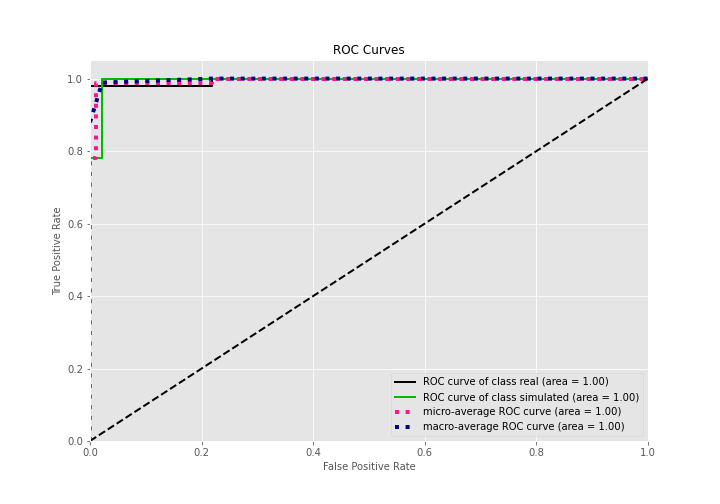 ROC Curves
1.0
0.8
0.6
0.4
0.2
0.0
True Positive Rate
0.0 0.2 0.4 0.6 0.8 1.0
False Positive Rate
ROC curve of class real (area = 1.00)
ROC curve of class simulated (area = 1.00)
micro-average ROC curve (area = 1.00)
macro-average ROC curve (area = 1.00)